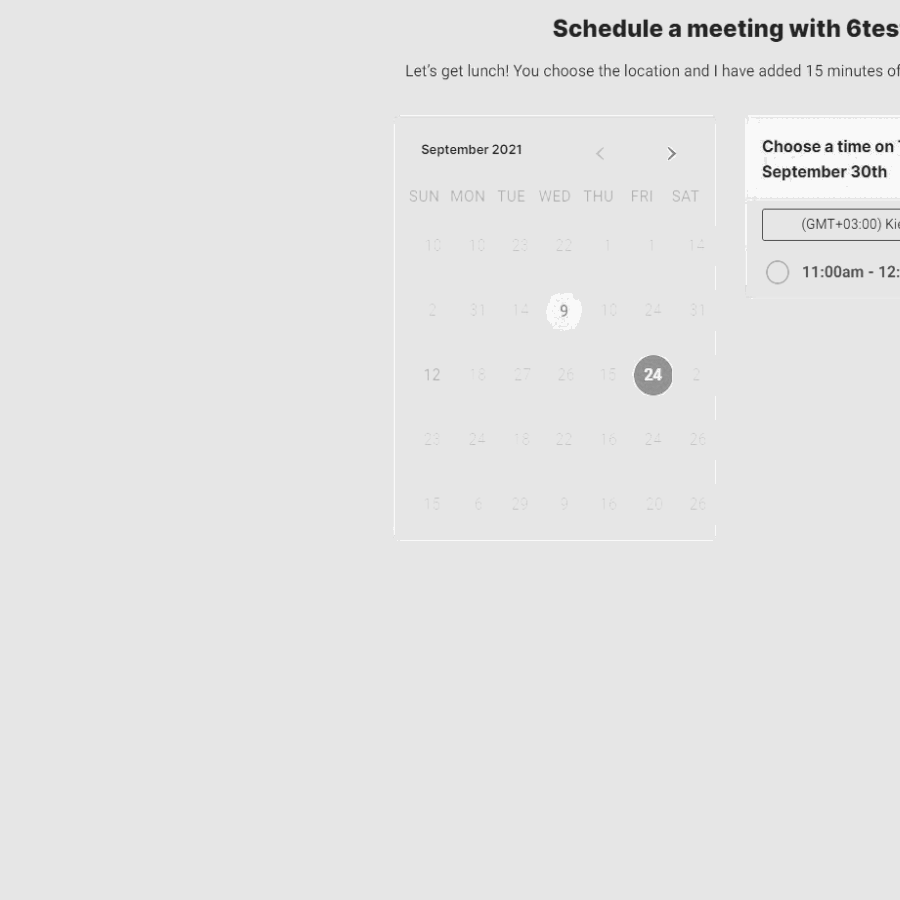 Schedule a meeting with 6tes
Let's get lunch! You choose the location and I have added 15 minutes of
September 2021
SUN MON TUE WED THU FRI SAT
10 10 23 22 1 1 14
2 31 14 9 10 24 31
12 18 27 26 15 24 2
23 24 18 22 16 24 26
15 6 29 9 16 20 26
Choose a time on
September 30th
(GMT+03:00) Kie
11:00am - 12: